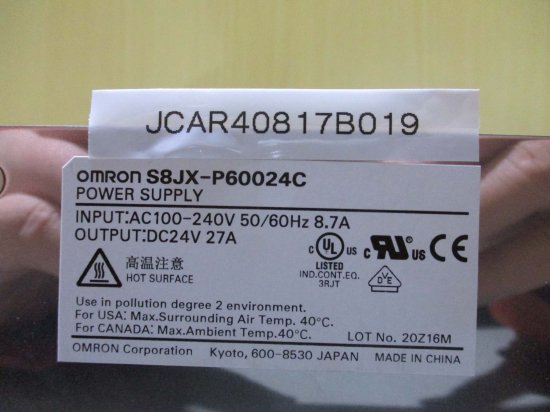 JCAR40817B019
omron S8JX-P60024C
POWER SUPPLY
INPUT:AC100-240V 50/60Hz 8.7A
OUTPUT:DC24V 27A
高温注意
HOT SURFACE
C UL US
LISTED
IND.CONT.EQ.
3RJT
C RU US
CE
DVE
Use in pollution degree 2 environment.
For USA: Max.Surrounding Air Temp. 40°C.
For CANADA: Max.Ambient Temp.40°C.
LOT No. 20Z16M
OMRON Corporation Kyoto, 600-8530 JAPAN MADE IN CHINA